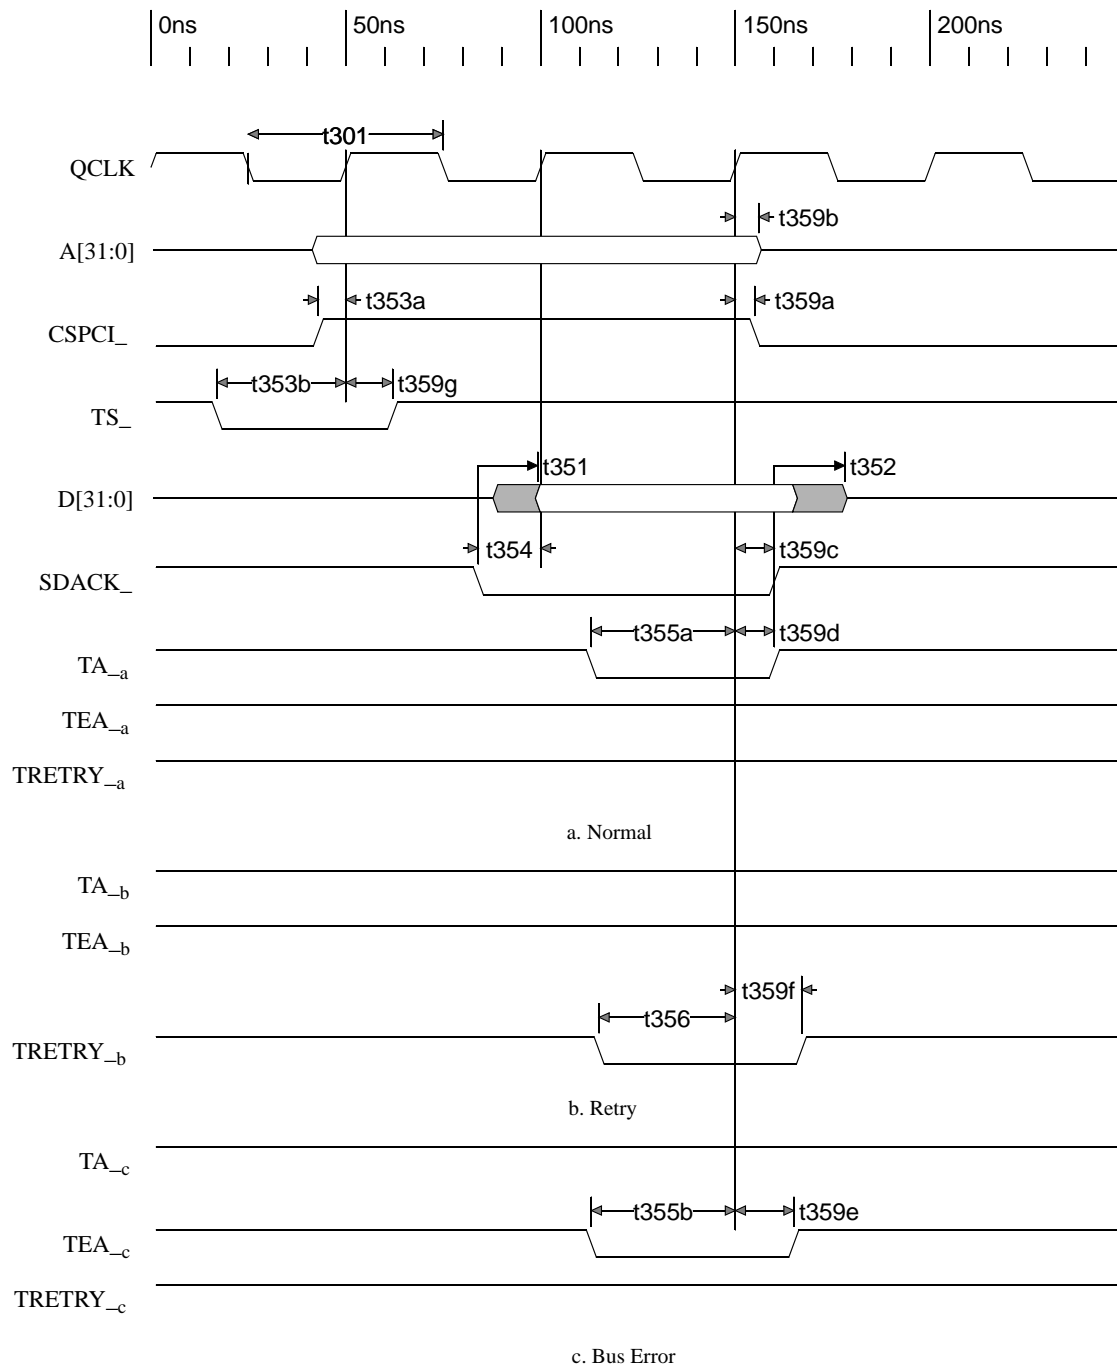 0ns 50ns 100ns 150ns 200ns
t301
QCLK
t359b
A[31:0]
t353a t359a
CSPCI_
t353b t359g
TS_
t351 t352
D[31:0]
t354 t359c
SDACK_
t355a t359d
TA_a
TEA_a
TRETRY_a
a. Normal
TA_b
TEA_b
t359f
t356
TRETRY_b
b. Retry
TA_c
t355b t359e
TEA_c
TRETRY_c
c. Bus Error